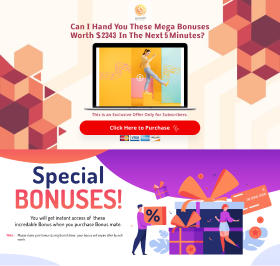 Can I Hand You These Mega Bonuses
Worth $2343 In The Next 5 Minutes?
This is an Exclusive Offer Only for Subscribers
Click Here to Purchase
VISA
Special
BONUSES!
You will get instant access of these
incredable Bonus when you purchase Bonus mate
%